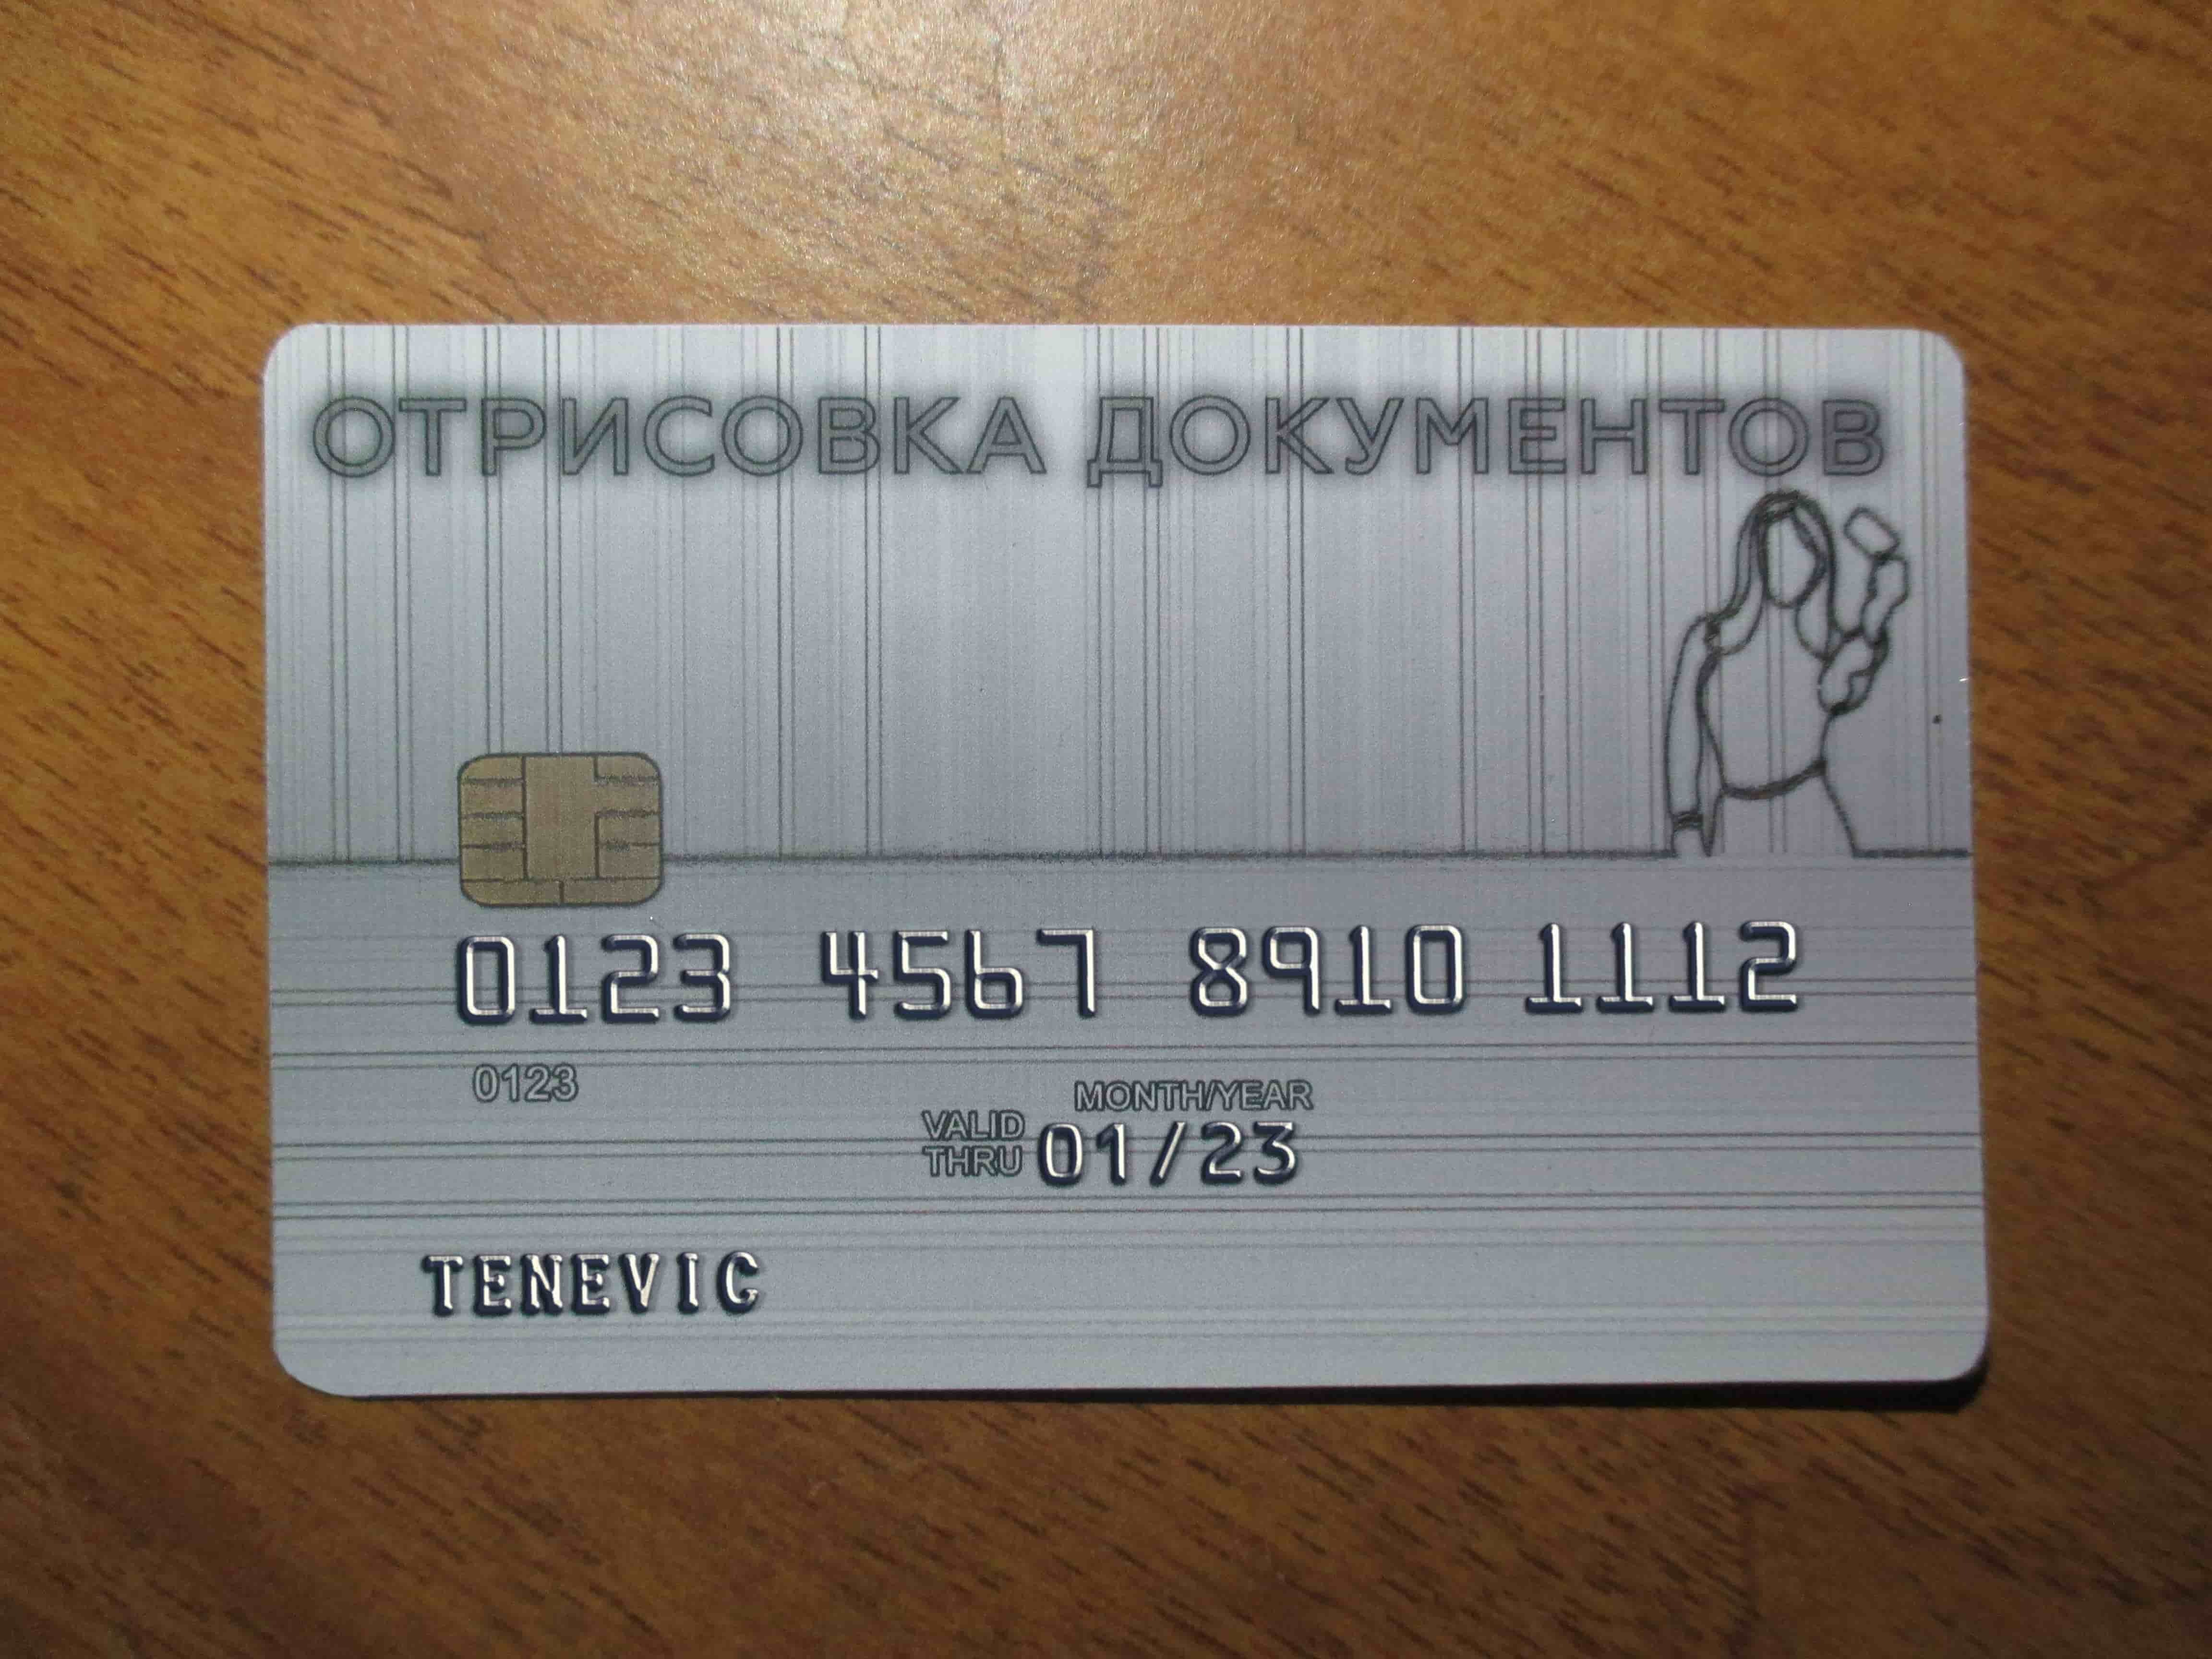 ОТРИСОВКА ДОКУМЕНТОВ
0123 4567 8910 1112
0123
MONTH/YEAR
VALID
THRU 01/23
TENEVIC